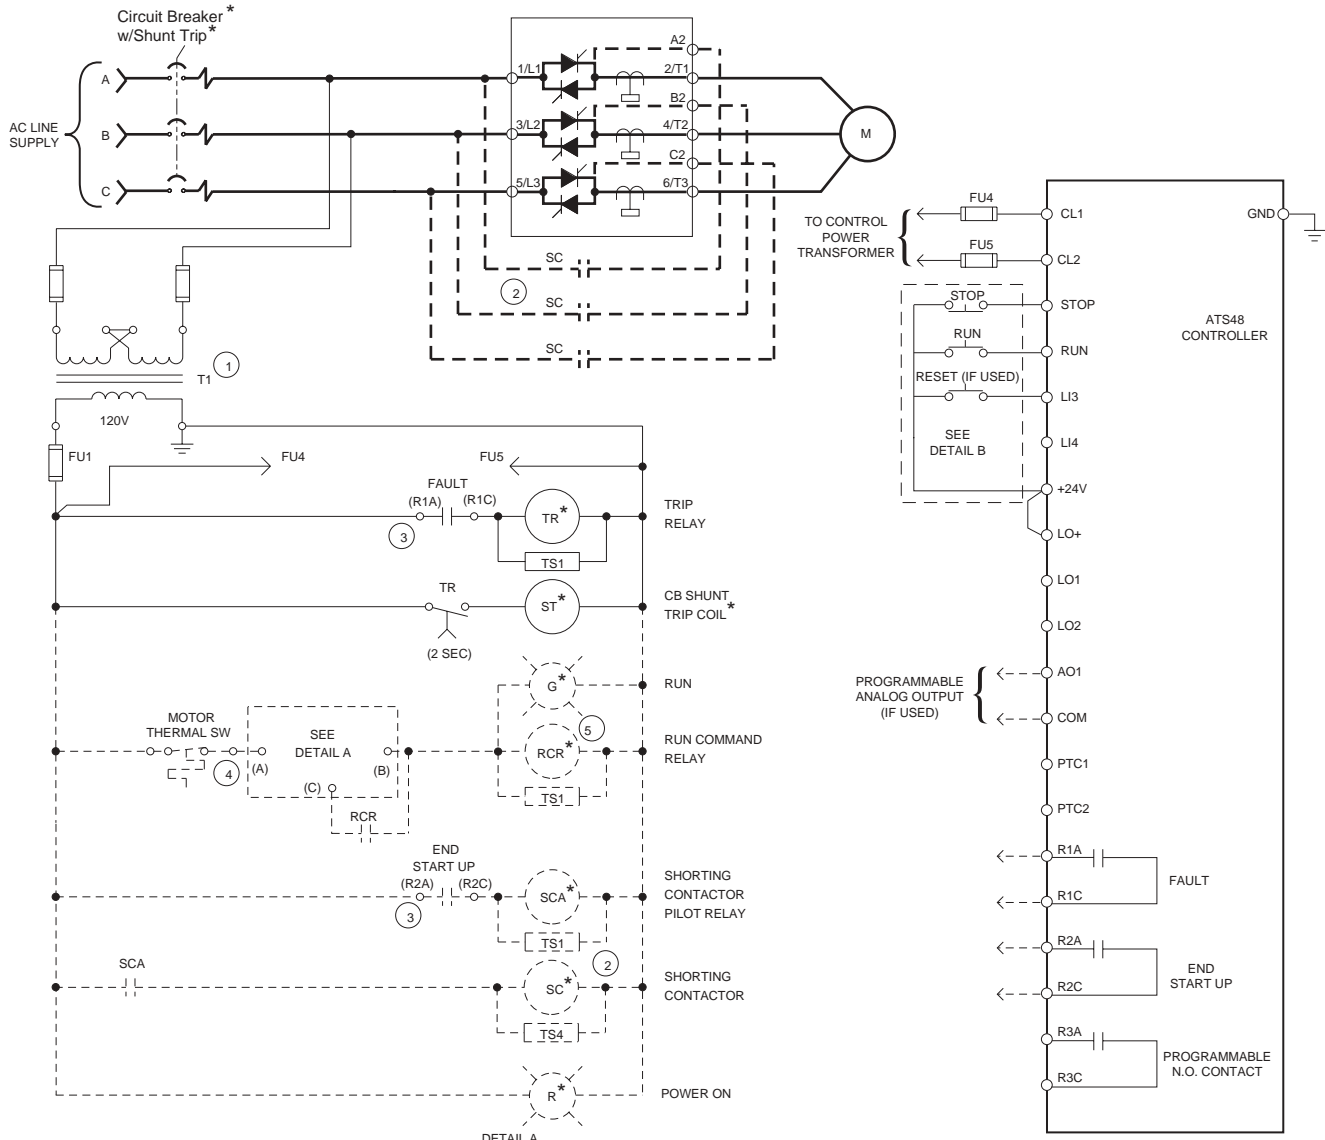 Circuit Breaker *
w/Shunt Trip *
AC LINE
SUPPLY
A
B
C
1/L1
3/L2
5/L3
A2
2/T1
B2
4/T2
C2
6/T3
M
SC
SC
SC
2
T1
1
120V
FU1
FU4
FU5
FAULT
(R1A)
(R1C)
3
TR*
TS1
TRIP
RELAY
TR
(2 SEC)
ST*
CB SHUNT
TRIP COIL*
G*
RUN
5
MOTOR
THERMAL SW
4
SEE
DETAIL A
(A)
(B)
(C)
RCR
RCR*
TS1
RUN COMMAND
RELAY
END
START UP
(R2A)
(R2C)
3
SCA*
TS1
SHORTING
CONTACTOR
PILOT RELAY
2
SCA
SC*
TS4
SHORTING
CONTACTOR
R*
POWER ON
DETAIL A
TO CONTROL
POWER
TRANSFORMER
FU4
FU5
CL1
CL2
GND
STOP
STOP
RUN
RUN
RESET (IF USED)
LI3
SEE
DETAIL B
LI4
+24V
LO+
LO1
LO2
ATS48
CONTROLLER
PROGRAMMABLE
ANALOG OUTPUT
(IF USED)
AO1
COM
PTC1
PTC2
R1A
R1C
FAULT
R2A
R2C
END
START UP
R3A
R3C
PROGRAMMABLE
N.O. CONTACT